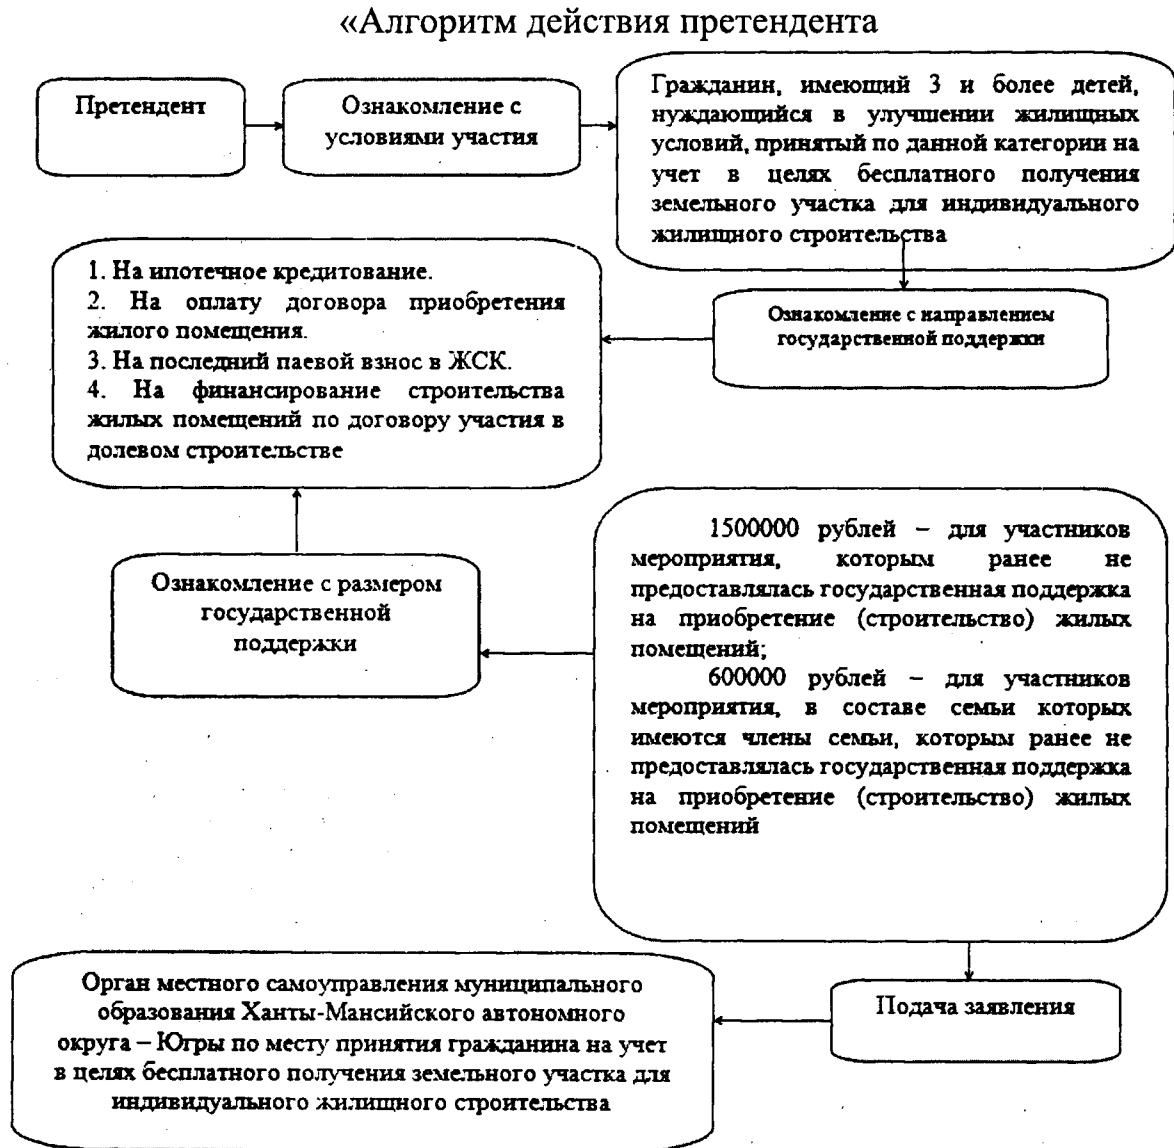 «Алгоритм действия претендента
Претендент
Ознакомление с
условиями участия
Гражданин, имеющий 3 и более детей,
нуждающийся в улучшении жилищных
условий, принятый по данной категории на
учет в целях бесплатного получения
земельного участка для индивидуального
жилищного строительства
Ознакомление с направлением
государственной поддержки
1. На ипотечное кредитование.
2. На оплату договора приобретения
жилого помещения.
3. На последний паевой взнос в ЖСК.
4. На финансирование строительства
жилых помещений по договору участия в
долевом строительстве
Ознакомление с размером
государственной
поддержки
1500000 рублей – для участников
мероприятия, которым ранее не
предоставлялась государственная поддержка
на приобретение (строительство) жилых
помещений;
600000 рублей – для участников
мероприятия, в составе семьи которых
имеются члены семьи, которым ранее не
предоставлялась государственная поддержка
на приобретение (строительство) жилых
помещений
Подача заявления
Орган местного самоуправления муниципального
образования Ханты-Мансийского автономного
округа – Югры по месту принятия гражданина на учет
в целях бесплатного получения земельного участка для
индивидуального жилищного строительства